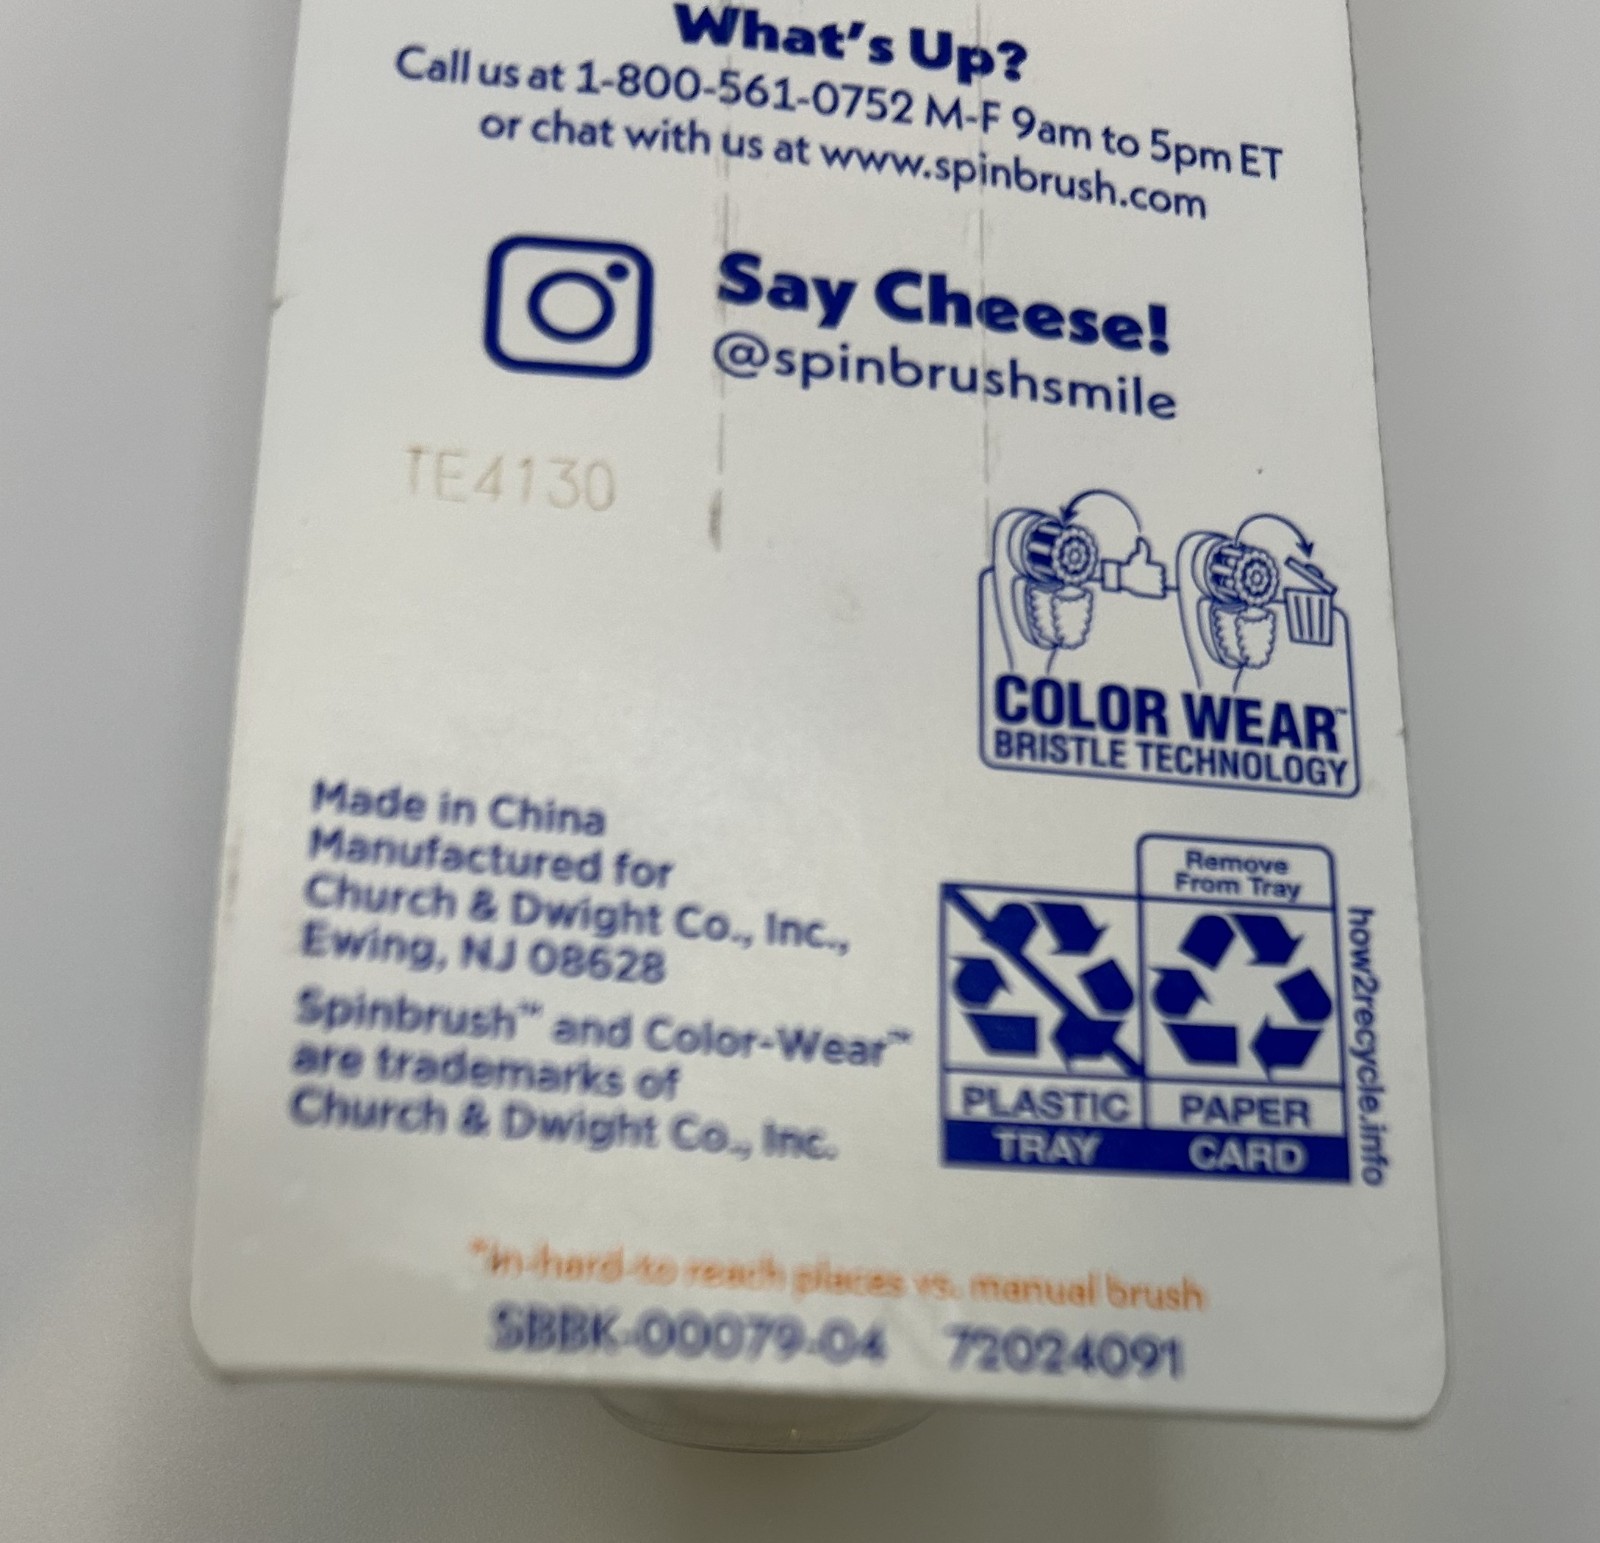 What's Up?
Call us at 1-800-561-0752 M-F 9am to 5pm ET
or chat with us at www.spinbrush.com
Say Cheese!
@spinbrushsmile
TE4130
COLOR WEAR™
BRISTLE TECHNOLOGY
Made in China
Manufactured for
Church & Dwight Co., Inc.,
Ewing, NJ 08628
Spinbrush™ and Color-Wear™
are trademarks of
Church & Dwight Co., Inc.
Remove
From Tray
PLASTIC
TRAY
PAPER
CARD
how2recycle.info
*in-hard-to reach places vs. manual brush
SBBK-00079-04 72024091